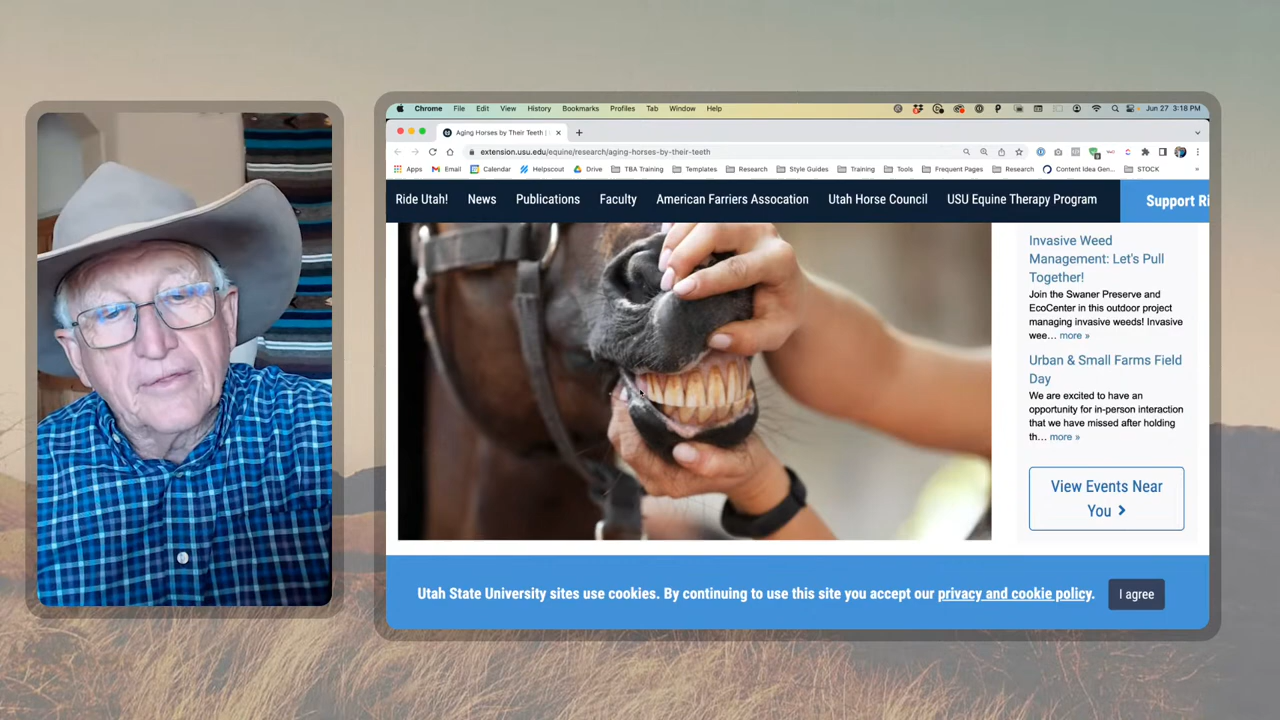 Chrome File Edit View History Bookmarks Profiles Tab Window Help Jun 27 3:18 PM
Aging Horses by Their Teeth |
extension.usu.edu/equine/research/aging-horses-by-their-teeth
Apps Email Calendar Helpscout Drive TBA Training Templates Research Style Guides Training Tools Frequent Pages Research Content Idea Gen... STOCK
Ride Utah! News Publications Faculty American Farriers Assocation Utah Horse Council USU Equine Therapy Program Support Ri
Invasive Weed
Management: Let's Pull
Together!
Join the Swaner Preserve and
EcoCenter in this outdoor project
managing invasive weeds! Invasive
wee... more »
Urban & Small Farms Field
Day
We are excited to have an
opportunity for in-person interaction
that we have missed after holding
th... more »
View Events Near
You
Utah State University sites use cookies. By continuing to use this site you accept our privacy and cookie policy. I agree